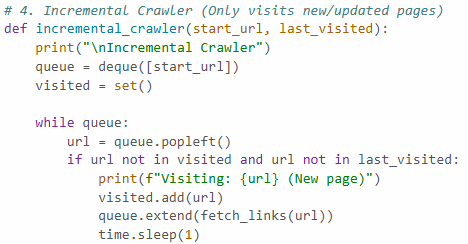 # 4. Incremental Crawler (Only visits new/updated pages)
def incremental_crawler(start_url, last_visited):
    print("\nIncremental Crawler")
    queue = deque([start_url])
    visited = set()

    while queue:
        url = queue.popleft()
        if url not in visited and url not in last_visited:
            print(f"Visiting: {url} (New page)")
            visited.add(url)
            queue.extend(fetch_links(url))
            time.sleep(1)